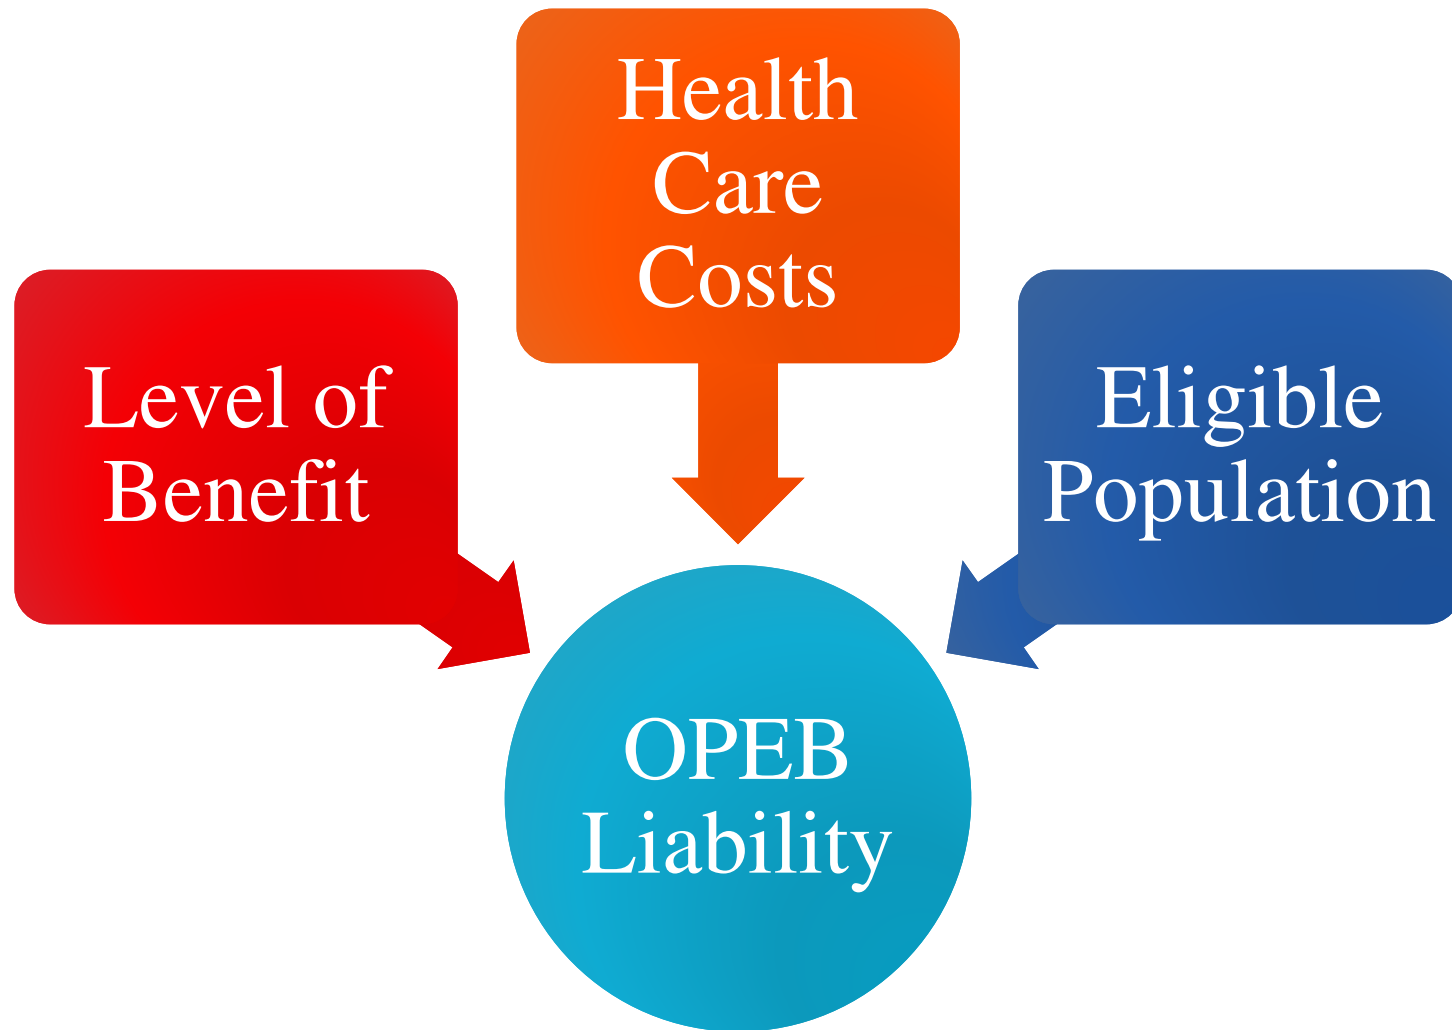 Health
Care
Costs
Level of
Benefit
Eligible
Population
OPEB
Liability